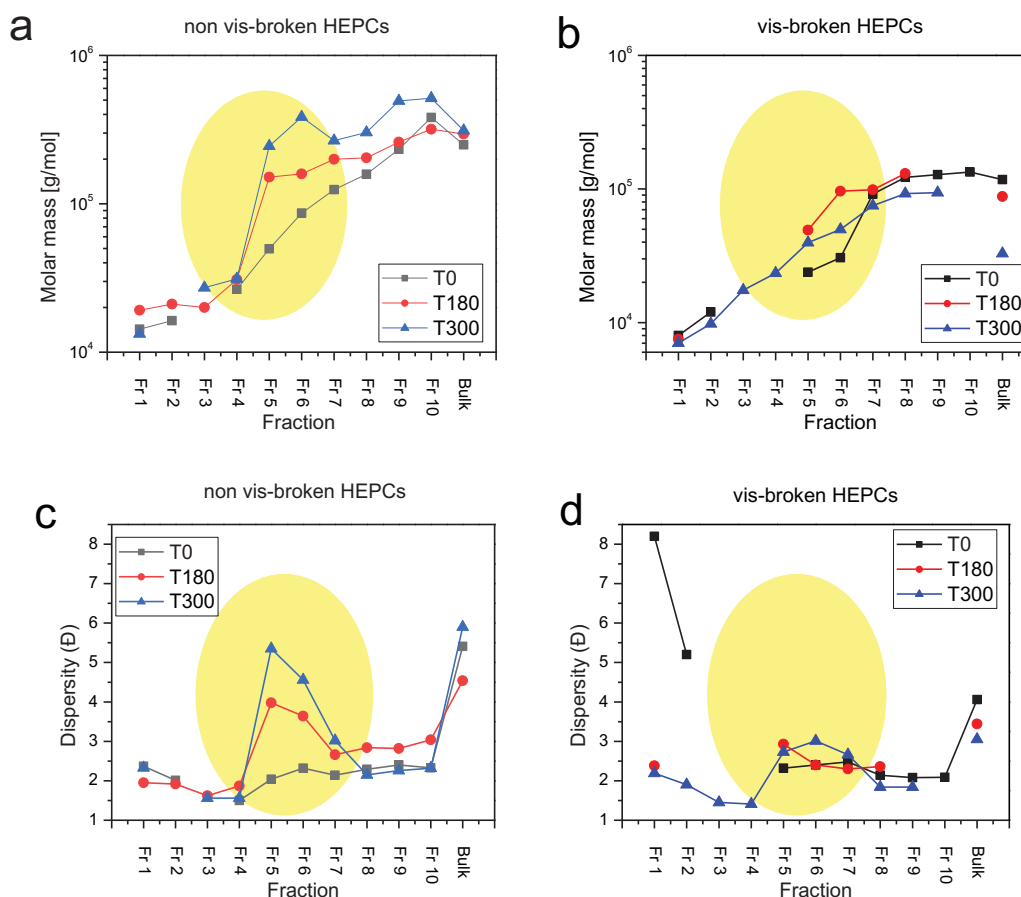 a
non vis-broken HEPCs
10^6
10^5
10^4
Molar mass [g/mol]
T0
T180
T300
Fr 1
Fr 2
Fr 3
Fr 4
Fr 5
Fr 6
Fr 7
Fr 8
Fr 9
Fr 10
Bulk
Fraction
b
vis-broken HEPCs
10^6
10^5
10^4
Molar mass [g/mol]
T0
T180
T300
Fr 1
Fr 2
Fr 3
Fr 4
Fr 5
Fr 6
Fr 7
Fr 8
Fr 9
Fr 10
Bulk
Fraction
c
non vis-broken HEPCs
8
7
6
5
4
3
2
1
Dispersity (Đ)
T0
T180
T300
Fr 1
Fr 2
Fr 3
Fr 4
Fr 5
Fr 6
Fr 7
Fr 8
Fr 9
Fr 10
Bulk
Fraction
d
vis-broken HEPCs
8
7
6
5
4
3
2
1
Dispersity (Đ)
T0
T180
T300
Fr 1
Fr 2
Fr 3
Fr 4
Fr 5
Fr 6
Fr 7
Fr 8
Fr 9
Fr 10
Bulk
Fraction